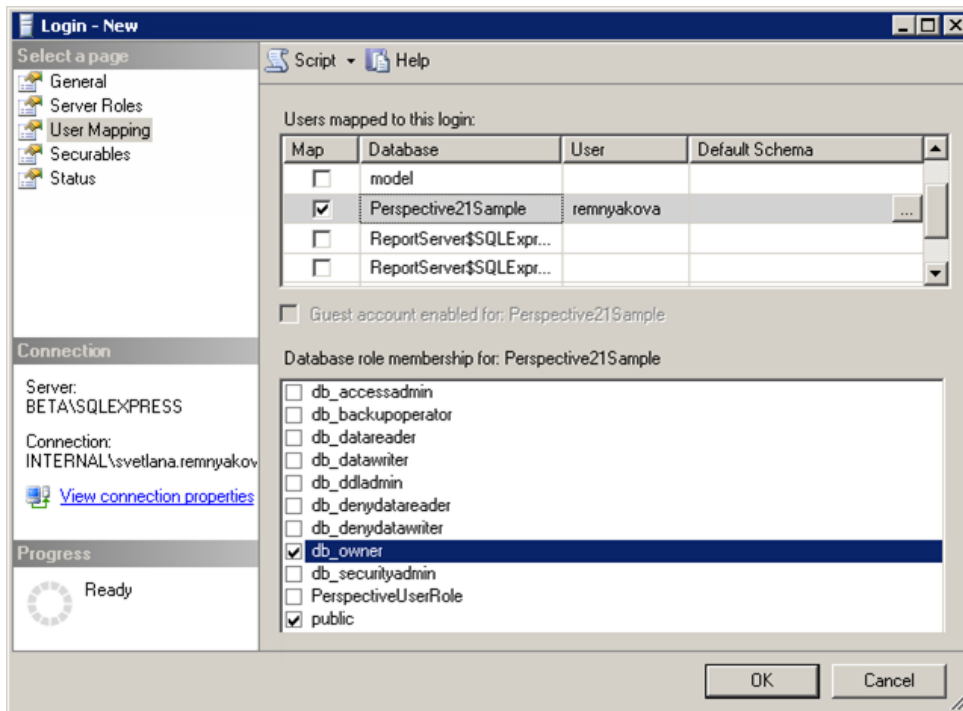 Login - New
Select a page
General
Server Roles
User Mapping
Securables
Status
Script
Help
Users mapped to this login:
Map Database User Default Schema
model
Perspective21Sample remnyakova ...
ReportServer$SQLExpr...
ReportServer$SQLExpr...
Guest account enabled for: Perspective21Sample
Database role membership for: Perspective21Sample
db_accessadmin
db_backupoperator
db_datareader
db_datawriter
db_ddladmin
db_denydatareader
db_denydatawriter
db_owner
db_securityadmin
PerspectiveUserRole
public
Connection
Server:
BETA\SQLEXPRESS
Connection:
INTERNAL\svetlana.remnyakov
View connection properties
Progress
Ready
OK Cancel